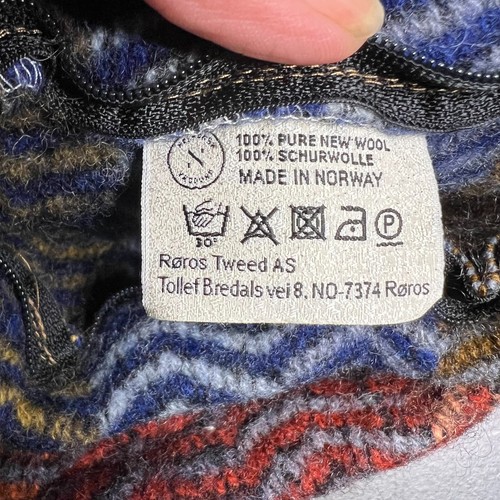 100% PURE NEW WOOL
100% SCHURWOLLE
MADE IN NORWAY
30°
P
Røros Tweed AS
Tollef Bredals vei 8, NO-7374 Røros